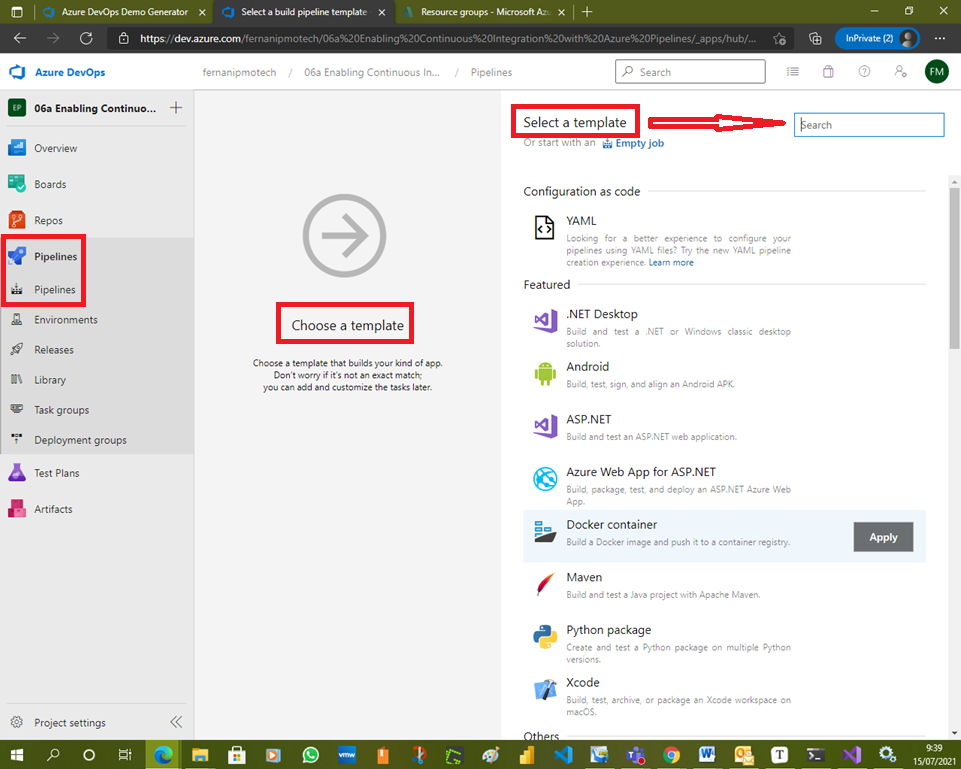 Azure DevOps Demo Generator
Select a build pipeline template
Resource groups - Microsoft Az
https://dev.azure.com/fernanipmotech/06a%20Enabling%20Continuous%20Integration%20with%20Azure%20Pipelines/_apps/hub/...
InPrivate (2)
Azure DevOps
fernanipmotech / 06a Enabling Continuous In... / Pipelines
Search
FM
EP
06a Enabling Continuo...
Overview
Boards
Repos
Pipelines
Pipelines
Environments
Releases
Library
Task groups
Deployment groups
Test Plans
Artifacts
Project settings
Choose a template
Choose a template that builds your kind of app.
Don't worry if it's not an exact match;
you can add and customize the tasks later.
Select a template
Search
Or start with an Empty job
Configuration as code
YAML
Looking for a better experience to configure your
pipelines using YAML files? Try the new YAML pipeline
creation experience. Learn more
Featured
.NET Desktop
Build and test a .NET or Windows classic desktop
solution.
Android
Build, test, sign, and align an Android APK.
ASP.NET
Build and test an ASP.NET web application.
Azure Web App for ASP.NET
Build, package, test, and deploy an ASP.NET Azure Web
App.
Docker container
Build a Docker image and push it to a container registry.
Apply
Maven
Build and test a Java project with Apache Maven.
Python package
Create and test a Python package on multiple Python
versions.
Xcode
Build, test, archive, or package an Xcode workspace on
macOS.
Others
vmw
T
9:39
15/07/2021